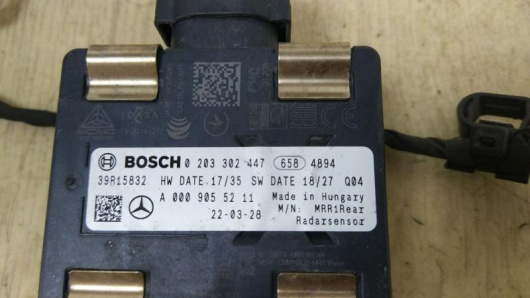 BOSCH 0 203 302 447 658 4894
39R15832 HW DATE 17/35 SW DATE 18/27 Q04
A 000 905 52 11 Made in Hungary
22-03-28 M/N: MRR1Rear
Radarsensor